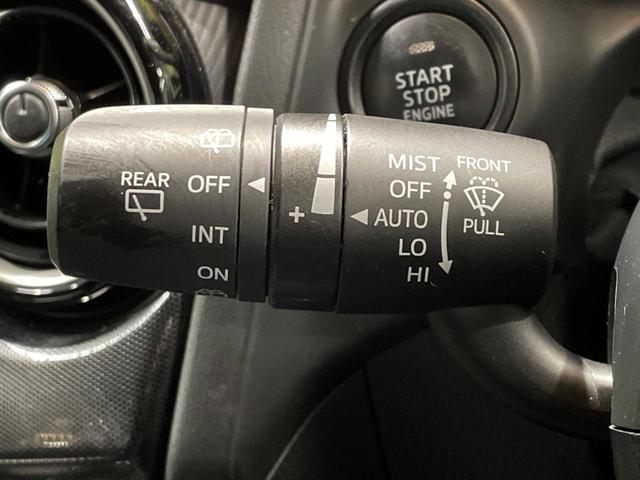 START
STOP
ENGINE
REAR
OFF
INT
ON
+
MIST
OFF
AUTO
LO
HI
FRONT
PULL